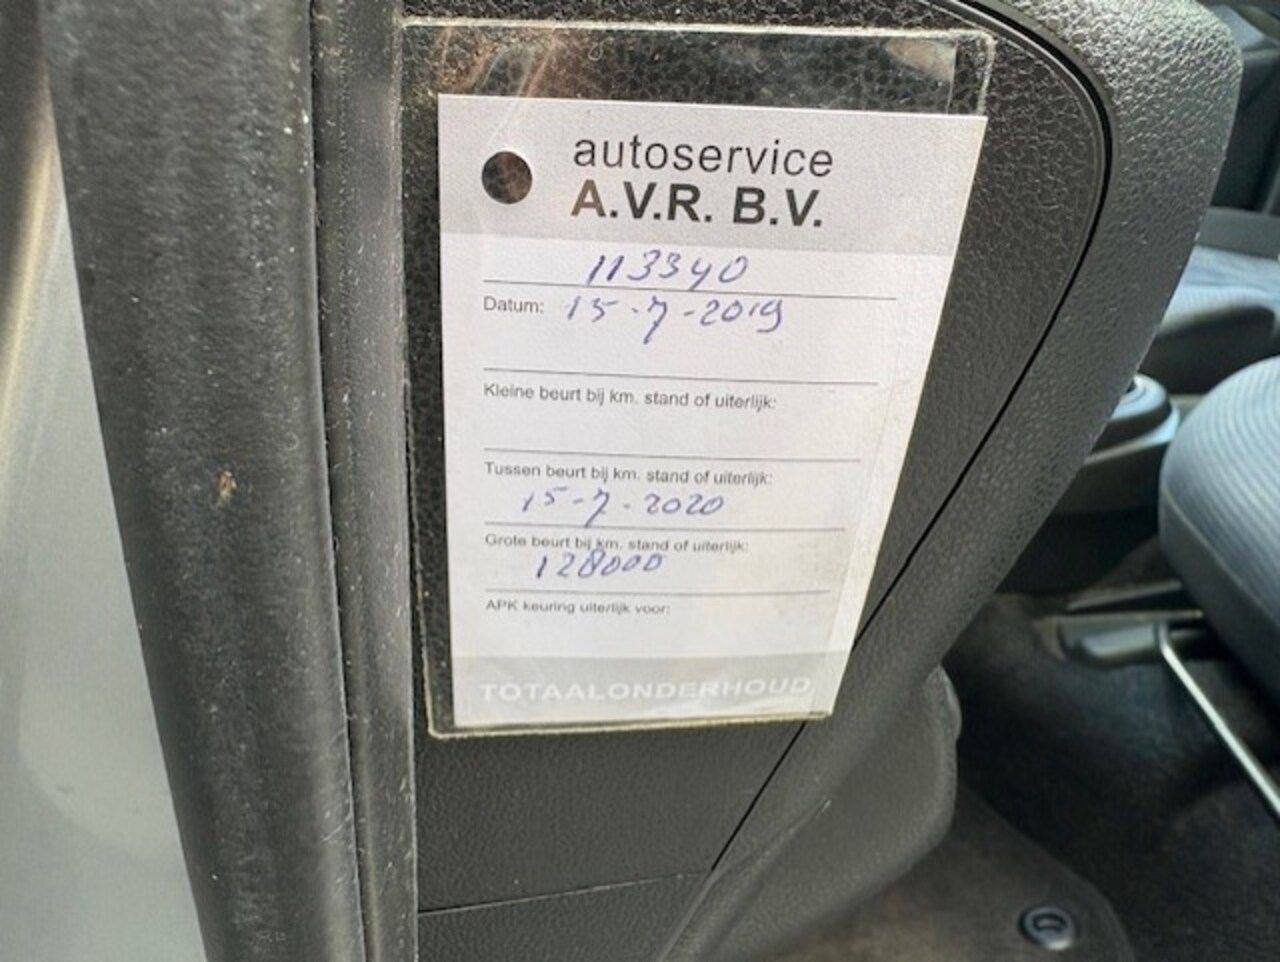 autoservice
A.V.R. B.V.
113340
Datum: 15-7-2019
Kleine beurt bij km. stand of uiterlijk:
Tussen beurt bij km. stand of uiterlijk:
15-7-2020
Grote beurt bij km. stand of uiterlijk:
128000
APK keuring uiterlijk voor:
TOTAALONDERHOUD